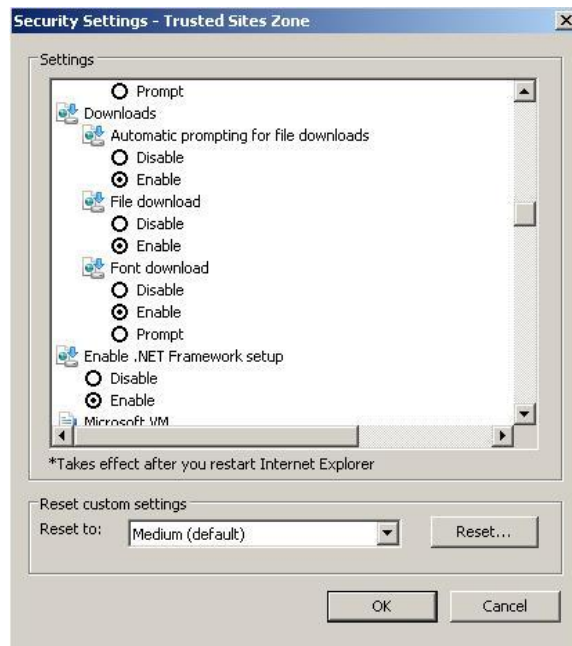 Security Settings - Trusted Sites Zone
Settings
Prompt
Downloads
Automatic prompting for file downloads
Disable
Enable
File download
Disable
Enable
Font download
Disable
Enable
Prompt
Enable .NET Framework setup
Disable
Enable
Microsoft VM
*Takes effect after you restart Internet Explorer
Reset custom settings
Reset to: Medium (default) Reset...
OK Cancel